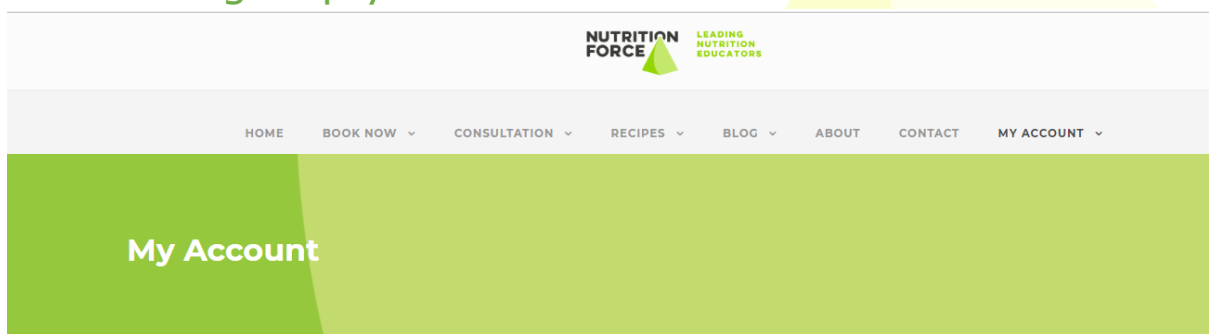 NUTRITION
FORCE
LEADING
NUTRITION
EDUCATORS
HOME BOOK NOW CONSULTATION RECIPES BLOG ABOUT CONTACT MY ACCOUNT
My Account